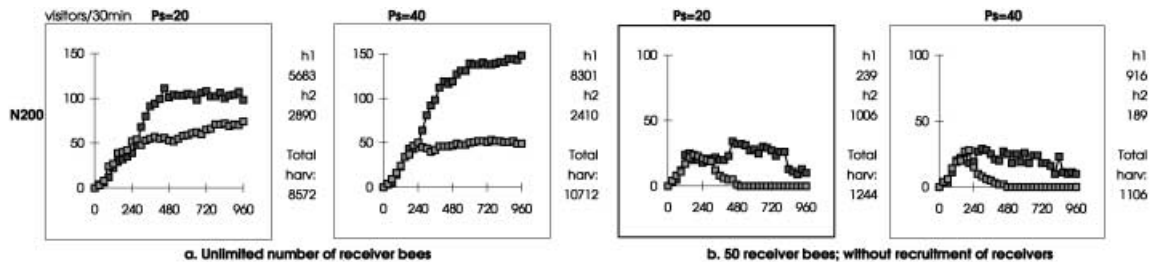 visitors/30min Ps=20 Ps=40 Ps=20 Ps=40
N200
150
100
50
0
0 240 480 720 960
h1
5683
h2
2890
Total
harv:
8572
150
100
50
0
0 240 480 720 960
h1
8301
h2
2410
Total
harv:
10712
a. Unlimited number of receiver bees
100
50
0
0 240 480 720 960
h1
239
h2
1006
Total
harv:
1244
100
50
0
0 240 480 720 960
h1
916
h2
189
Total
harv:
1106
b. 50 receiver bees; without recruitment of receivers